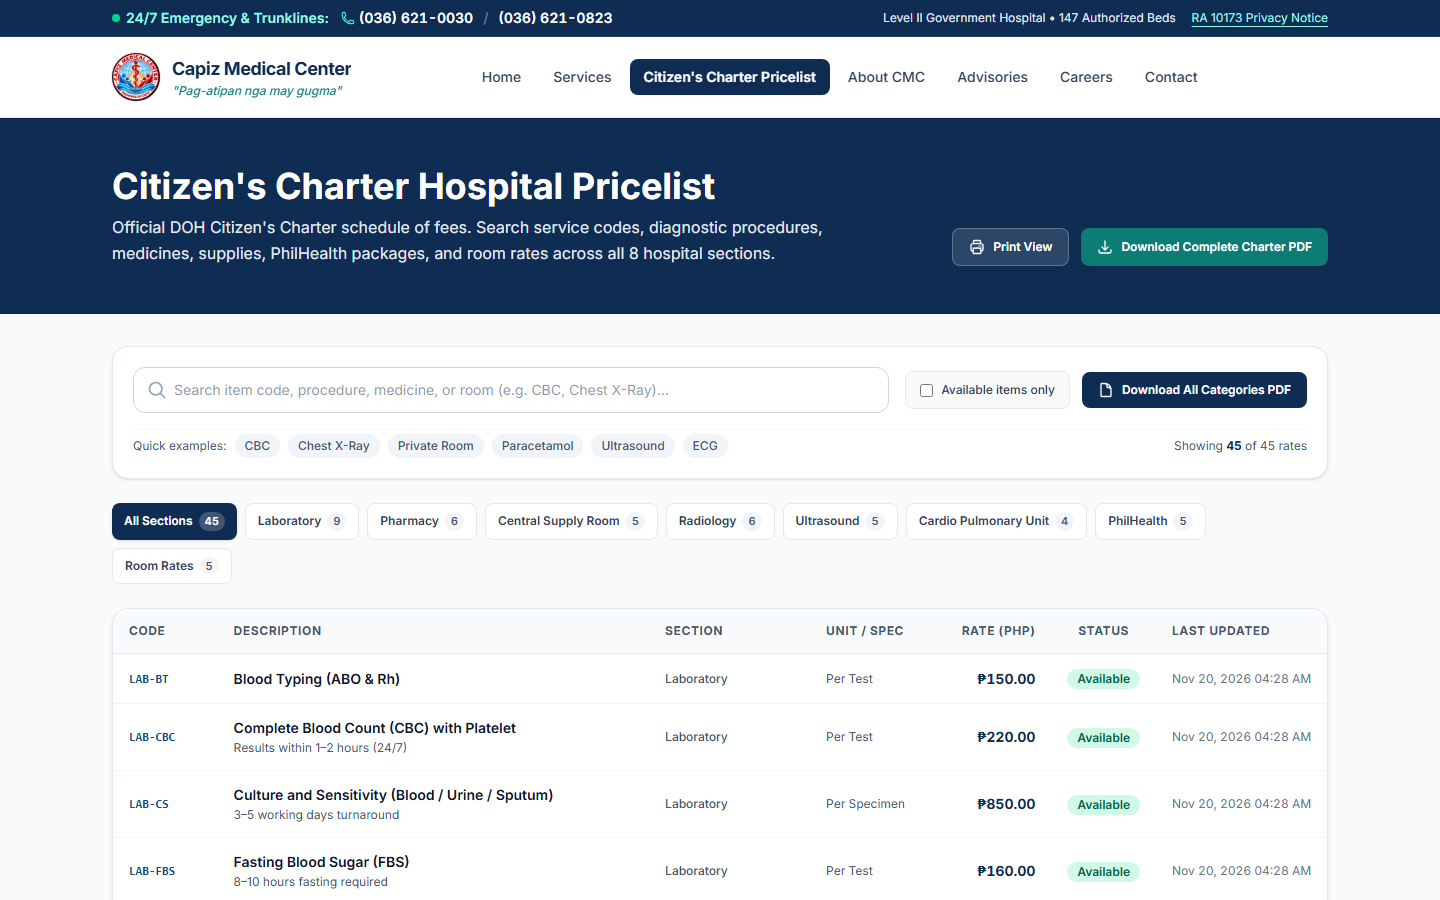 24/7 Emergency & Trunklines: (036) 621-0030 / (036) 621-0823
Level II Government Hospital • 147 Authorized Beds RA 10173 Privacy Notice
Capiz Medical Center
"Pag-atipan nga may gugma"
Home Services Citizen's Charter Pricelist About CMC Advisories Careers Contact
Citizen's Charter Hospital Pricelist
Official DOH Citizen's Charter schedule of fees. Search service codes, diagnostic procedures,
medicines, supplies, PhilHealth packages, and room rates across all 8 hospital sections.
Print View Download Complete Charter PDF
Search item code, procedure, medicine, or room (e.g. CBC, Chest X-Ray)...
Available items only Download All Categories PDF
Quick examples: CBC Chest X-Ray Private Room Paracetamol Ultrasound ECG
Showing 45 of 45 rates
All Sections 45 Laboratory 9 Pharmacy 6 Central Supply Room 5 Radiology 6 Ultrasound 5 Cardio Pulmonary Unit 4 PhilHealth 5
Room Rates 5
CODE DESCRIPTION SECTION UNIT / SPEC RATE (PHP) STATUS LAST UPDATED
LAB-BT Blood Typing (ABO & Rh) Laboratory Per Test ₱150.00 Available Nov 20, 2026 04:28 AM
LAB-CBC Complete Blood Count (CBC) with Platelet Laboratory Per Test ₱220.00 Available Nov 20, 2026 04:28 AM
Results within 1–2 hours (24/7)
LAB-CS Culture and Sensitivity (Blood / Urine / Sputum) Laboratory Per Specimen ₱850.00 Available Nov 20, 2026 04:28 AM
3–5 working days turnaround
LAB-FBS Fasting Blood Sugar (FBS) Laboratory Per Test ₱160.00 Available Nov 20, 2026 04:28 AM
8–10 hours fasting required